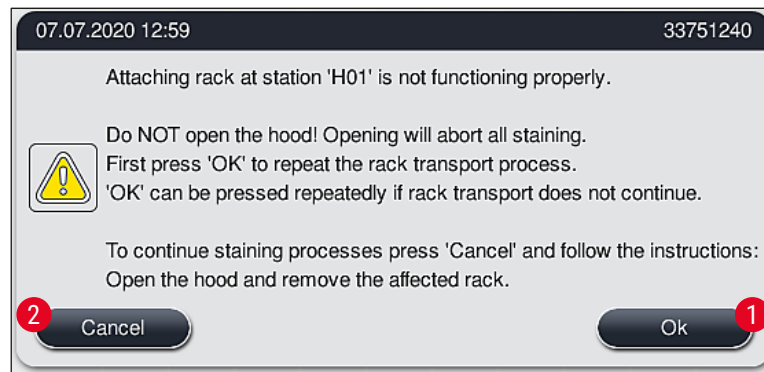 07.07.2020 12:59 33751240
Attaching rack at station 'H01' is not functioning properly.
Do NOT open the hood! Opening will abort all staining.
First press 'OK' to repeat the rack transport process.
'OK' can be pressed repeatedly if rack transport does not continue.
To continue staining processes press 'Cancel' and follow the instructions:
Open the hood and remove the affected rack.
2 Cancel Ok 1